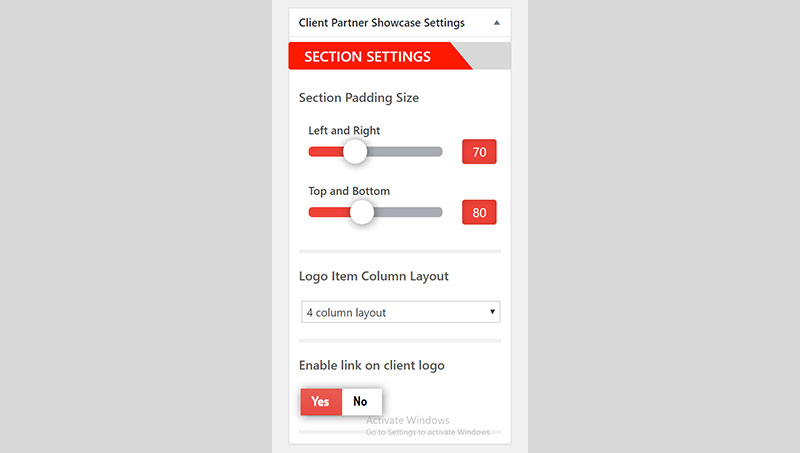 Client Partner Showcase Settings
SECTION SETTINGS
Section Padding Size
Left and Right
70
Top and Bottom
80
Logo Item Column Layout
4 column layout
Enable link on client logo
Yes No
Activate Windows
Go to Settings to activate Windows.